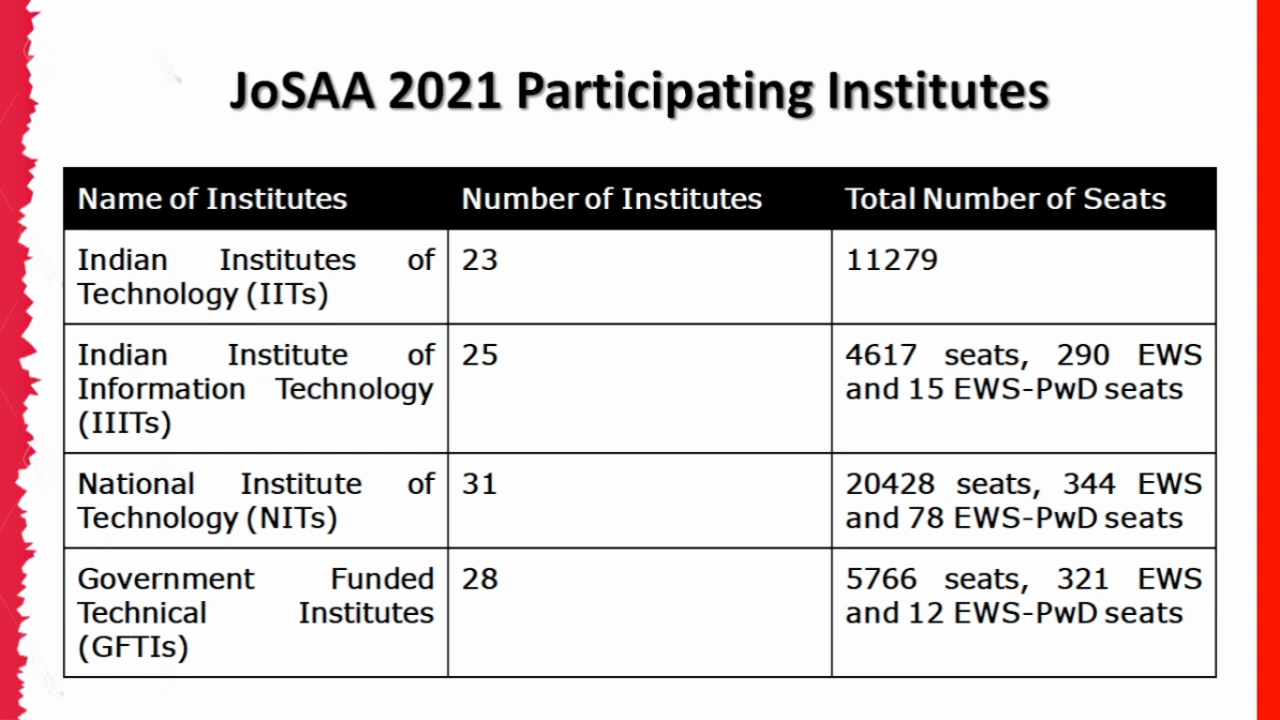 JoSAA 2021 Participating Institutes
Name of Institutes
Number of Institutes
Total Number of Seats
Indian Institutes of
Technology (IITs)
23
11279
Indian Institute of
Information Technology
(IIITs)
25
4617 seats, 290 EWS
and 15 EWS-PwD seats
National Institute of
Technology (NITs)
31
20428 seats, 344 EWS
and 78 EWS-PwD seats
Government Funded
Technical Institutes
(GFTIs)
28
5766 seats, 321 EWS
and 12 EWS-PwD seats